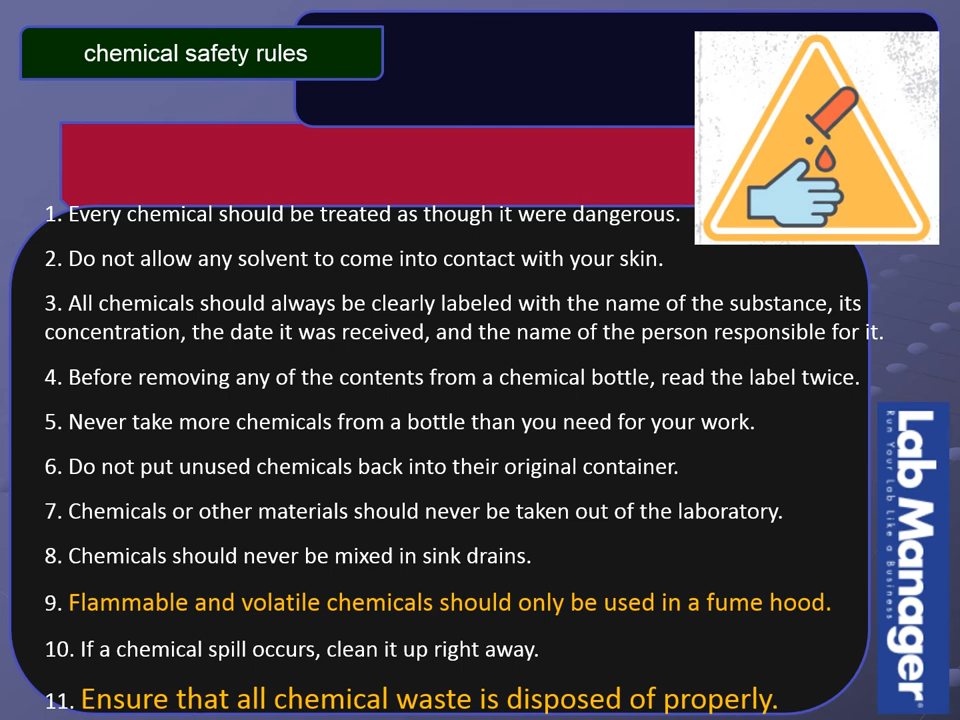 chemical safety rules
1. Every chemical should be treated as though it were dangerous.
2. Do not allow any solvent to come into contact with your skin.
3. All chemicals should always be clearly labeled with the name of the substance, its
concentration, the date it was received, and the name of the person responsible for it.
4. Before removing any of the contents from a chemical bottle, read the label twice.
5. Never take more chemicals from a bottle than you need for your work.
6. Do not put unused chemicals back into their original container.
7. Chemicals or other materials should never be taken out of the laboratory.
8. Chemicals should never be mixed in sink drains.
9. Flammable and volatile chemicals should only be used in a fume hood.
10. If a chemical spill occurs, clean it up right away.
11. Ensure that all chemical waste is disposed of properly.
Lab Manager®
Run Your Lab Like a Business